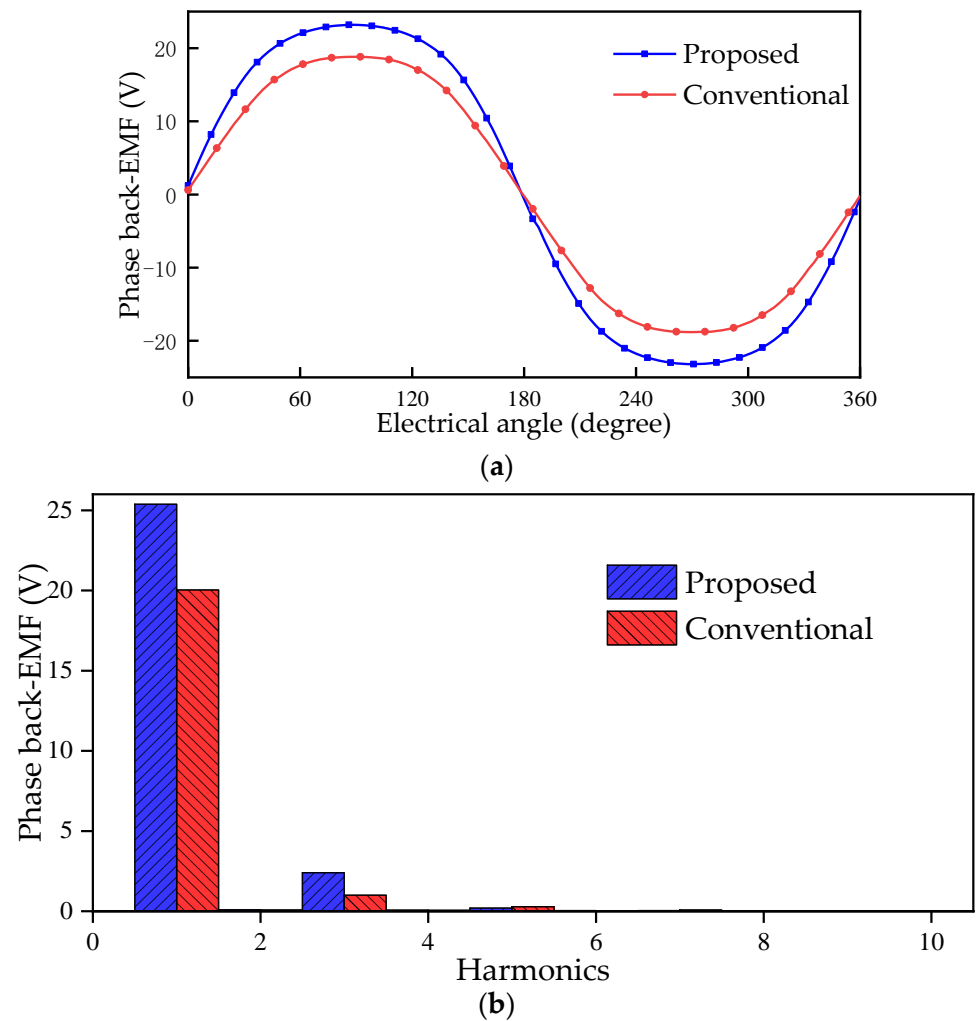 Phase back-EMF (V)
20
10
0
−10
−20
Proposed
Conventional
0 60 120 180 240 300 360
Electrical angle (degree)
(a)
Phase back-EMF (V)
25
20
15
10
5
0
Proposed
Conventional
0 2 4 6 8 10
Harmonics
(b)